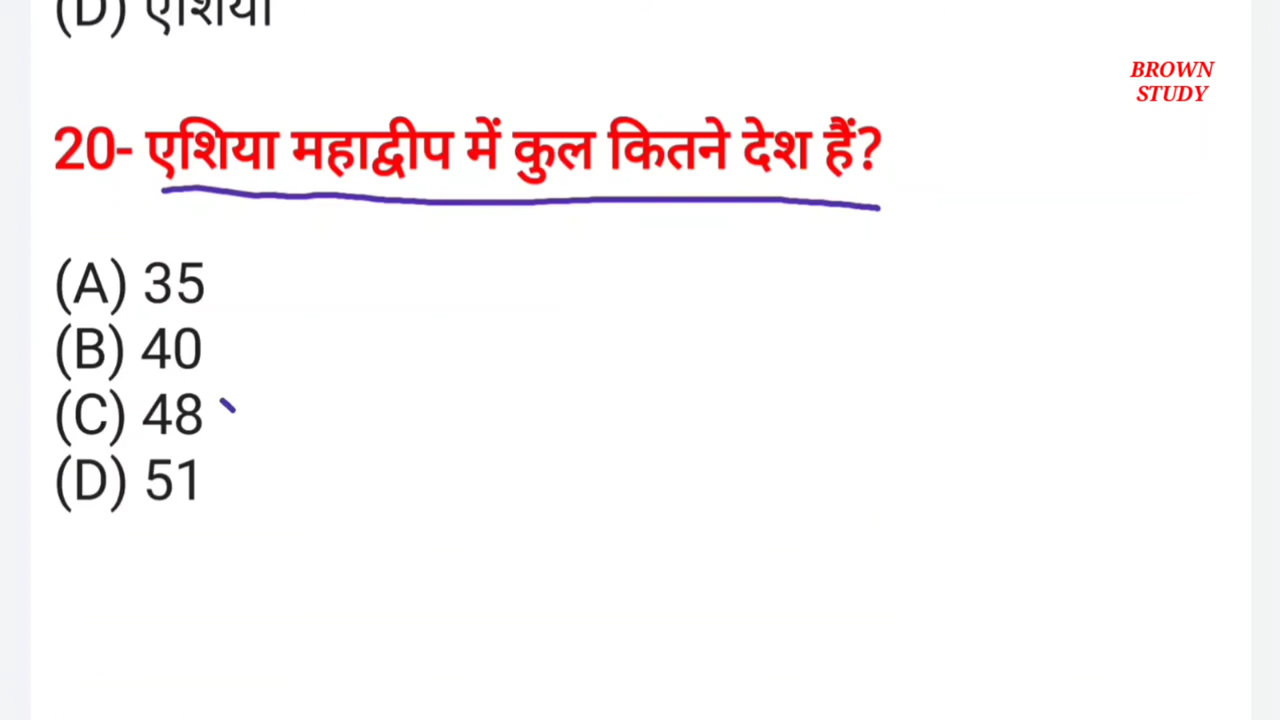 (D) एशिया
BROWN
STUDY
20- एशिया महाद्वीप में कुल कितने देश हैं?
(A) 35
(B) 40
(C) 48
(D) 51